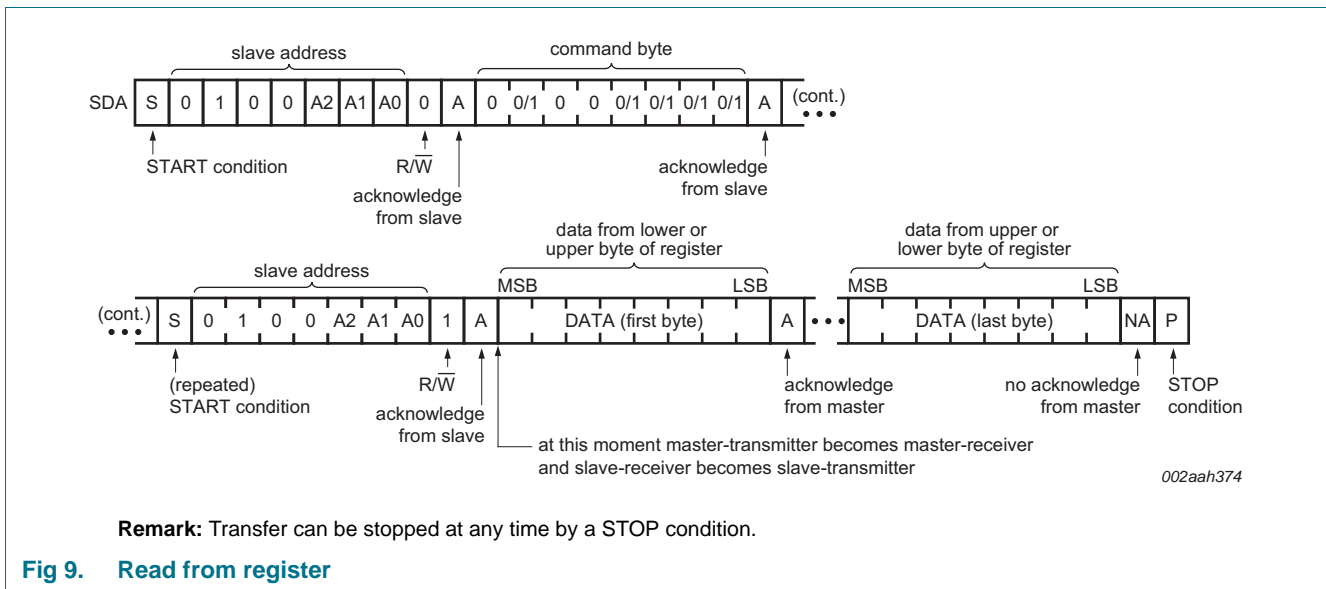 slave address
command byte
SDA S 0 1 0 0 A2 A1 A0 0 A 0 0/1 0 0 0/1 0/1 0/1 0/1 A (cont.)
START condition
R/W̅
acknowledge
from slave
acknowledge
from slave
data from lower or
upper byte of register
data from upper or
lower byte of register
slave address
MSB LSB MSB LSB
(cont.) S 0 1 0 0 A2 A1 A0 1 A DATA (first byte) A DATA (last byte) NA P
(repeated)
START condition
R/W̅
acknowledge
from slave
acknowledge
from master
no acknowledge
from master
STOP
condition
at this moment master-transmitter becomes master-receiver
and slave-receiver becomes slave-transmitter
002aah374
Remark: Transfer can be stopped at any time by a STOP condition.
Fig 9. Read from register